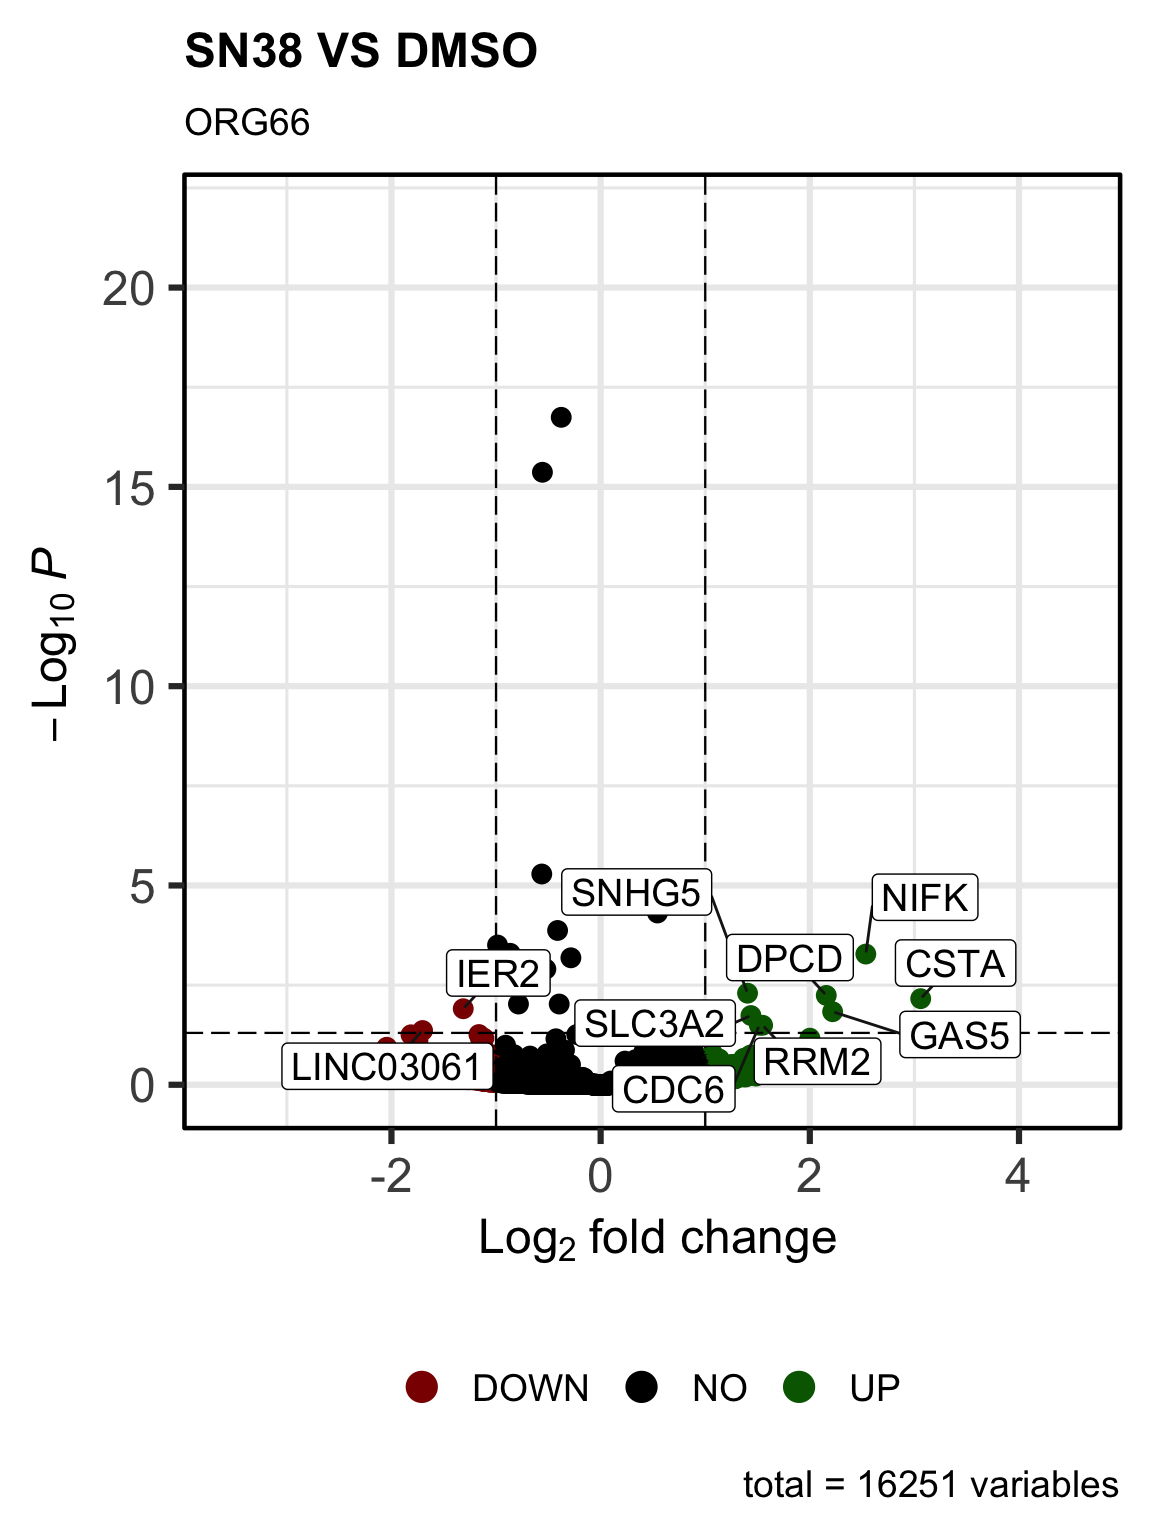 SN38 VS DMSO
ORG66
20
15
10
5
0
−Log10 P
SNHG5
NIFK
DPCD
CSTA
IER2
SLC3A2
GAS5
LINC03061
RRM2
CDC6
-2 0 2 4
Log2 fold change
DOWN NO UP
total = 16251 variables